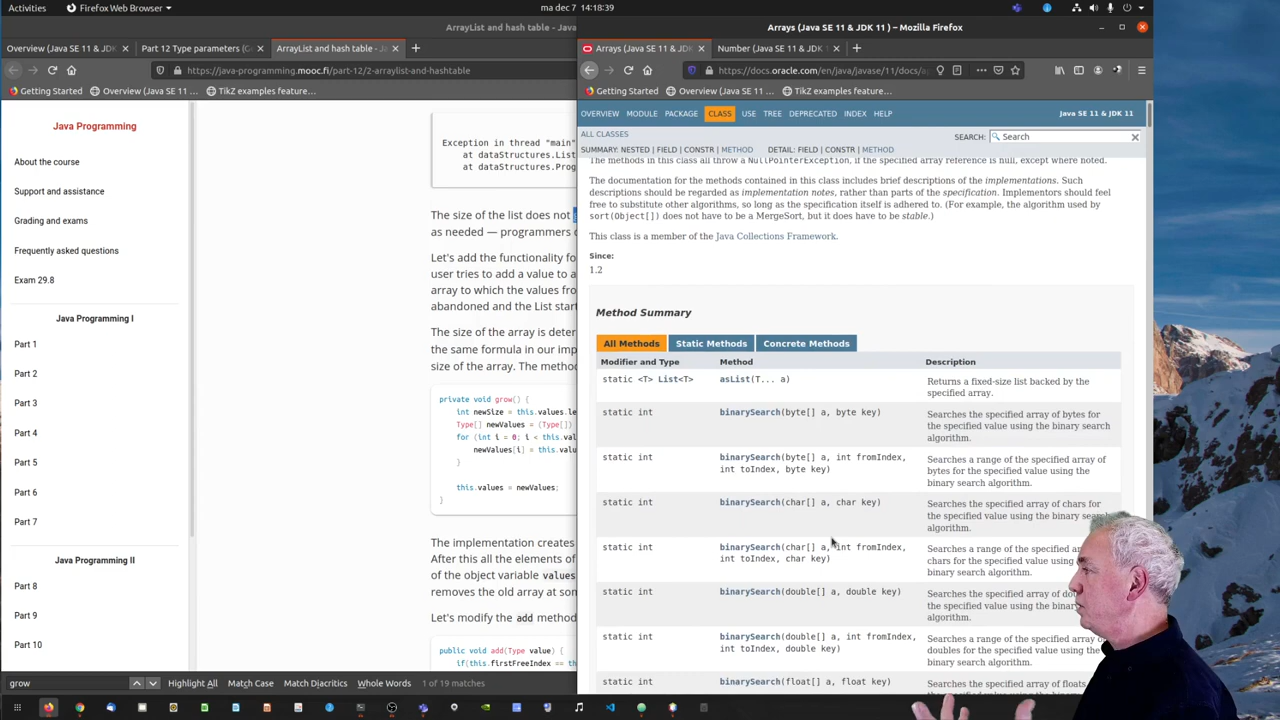 Activities
Firefox Web Browser
ma dec 7 14:18:39
ArrayList and hash table - Java
Arrays (Java SE 11 & JDK 11 ) – Mozilla Firefox
Overview (Java SE 11 & JDK
Part 12 Type parameters (G
ArrayList and hash table - J
Arrays (Java SE 11 & JDK
Number (Java SE 11 & JDK 1
https://java-programming.mooc.fi/part-12/2-arraylist-and-hashtable
https://docs.oracle.com/en/java/javase/11/docs/a
Getting Started
Overview (Java SE 11 ...
TikZ examples feature...
Getting Started
Overview (Java SE 11 ...
TikZ examples feature...
Java Programming
About the course
Support and assistance
Grading and exams
Frequently asked questions
Exam 29.8
Java Programming I
Part 1
Part 2
Part 3
Part 4
Part 5
Part 6
Part 7
Java Programming II
Part 8
Part 9
Part 10
Exception in thread "main"
at dataStructures.List
at dataStructures.Prog
The size of the list does not
as needed — programmers
Let's add the functionality fo
user tries to add a value to a
array to which the values from
abandoned and the List start
The size of the array is deter
the same formula in our imp
size of the array. The method
private void grow() {
int newSize = this.values.le
Type[] newValues = (Type[])
for (int i = 0; i < this.va
newValues[i] = this.va
}
this.values = newValues;
}
The implementation creates
After this all the elements of
of the object variable values
removes the old array at som
Let's modify the add method
public void add(Type value) {
if(this.firstFreeIndex ==
OVERVIEW MODULE PACKAGE CLASS USE TREE DEPRECATED INDEX HELP
Java SE 11 & JDK 11
ALL CLASSES
SEARCH: Search
SUMMARY: NESTED | FIELD | CONSTR | METHOD
DETAIL: FIELD | CONSTR | METHOD
The methods in this class all throw a NullPointerException, if the specified array reference is null, except where noted.
The documentation for the methods contained in this class includes brief descriptions of the implementations. Such
descriptions should be regarded as implementation notes, rather than parts of the specification. Implementors should feel
free to substitute other algorithms, so long as the specification itself is adhered to. (For example, the algorithm used by
sort(Object[]) does not have to be a MergeSort, but it does have to be stable.)
This class is a member of the Java Collections Framework.
Since:
1.2
Method Summary
All Methods
Static Methods
Concrete Methods
Modifier and Type
Method
Description
static <T> List<T>
asList(T... a)
Returns a fixed-size list backed by the
specified array.
static int
binarySearch(byte[] a, byte key)
Searches the specified array of bytes for
the specified value using the binary search
algorithm.
static int
binarySearch(byte[] a, int fromIndex,
int toIndex, byte key)
Searches a range of the specified array of
bytes for the specified value using the
binary search algorithm.
static int
binarySearch(char[] a, char key)
Searches the specified array of chars for
the specified value using the binary search
algorithm.
static int
binarySearch(char[] a, int fromIndex,
int toIndex, char key)
Searches a range of the specified array of
chars for the specified value using the
binary search algorithm.
static int
binarySearch(double[] a, double key)
Searches the specified array of
the specified value using the
algorithm.
static int
binarySearch(double[] a, int fromIndex,
int toIndex, double key)
Searches a range of the specified array
doubles for the specified value using the
binary search algorithm.
static int
binarySearch(float[] a, float key)
Searches the specified array of floats
grow
Highlight All
Match Case
Match Diacritics
Whole Words
1 of 19 matches